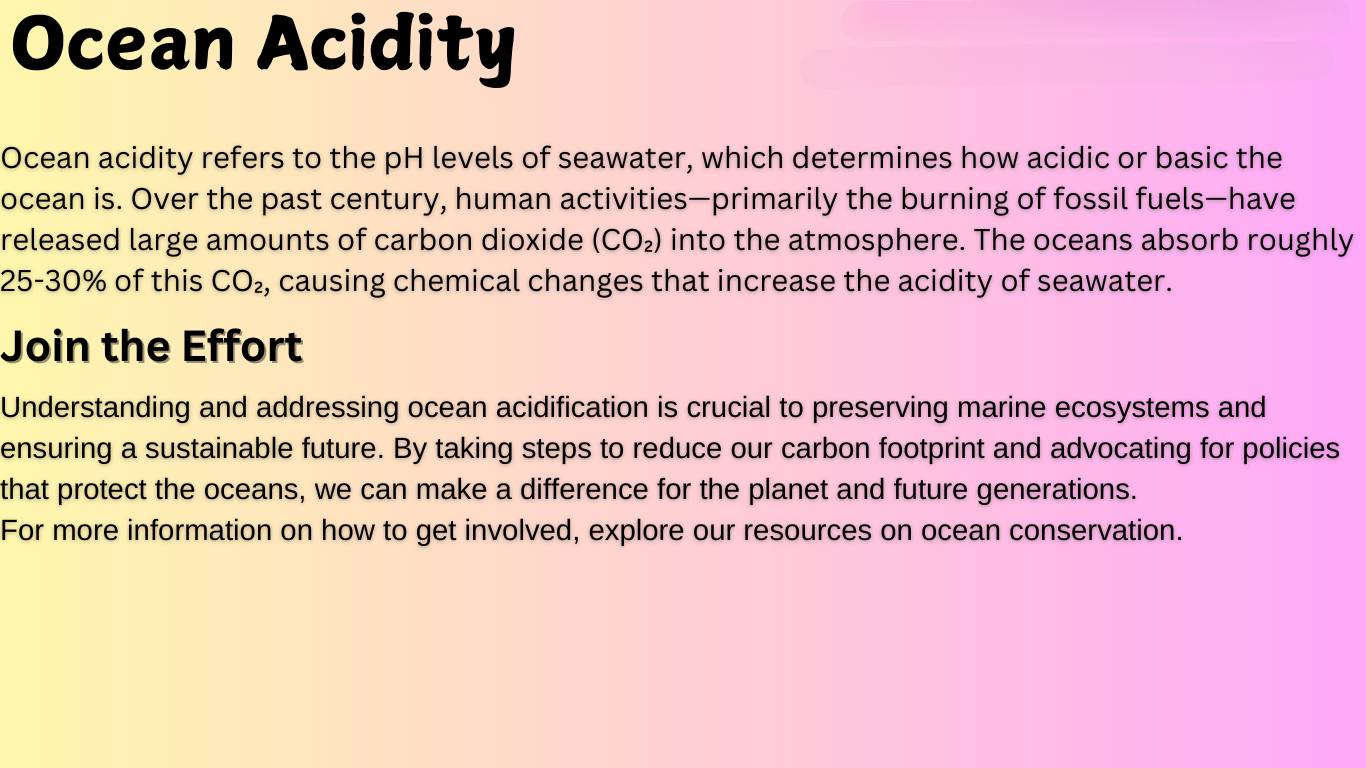 Ocean Acidity
Ocean acidity refers to the pH levels of seawater, which determines how acidic or basic the
ocean is. Over the past century, human activities—primarily the burning of fossil fuels—have
released large amounts of carbon dioxide (CO₂) into the atmosphere. The oceans absorb roughly
25-30% of this CO₂, causing chemical changes that increase the acidity of seawater.
Join the Effort
Understanding and addressing ocean acidification is crucial to preserving marine ecosystems and
ensuring a sustainable future. By taking steps to reduce our carbon footprint and advocating for policies
that protect the oceans, we can make a difference for the planet and future generations.
For more information on how to get involved, explore our resources on ocean conservation.